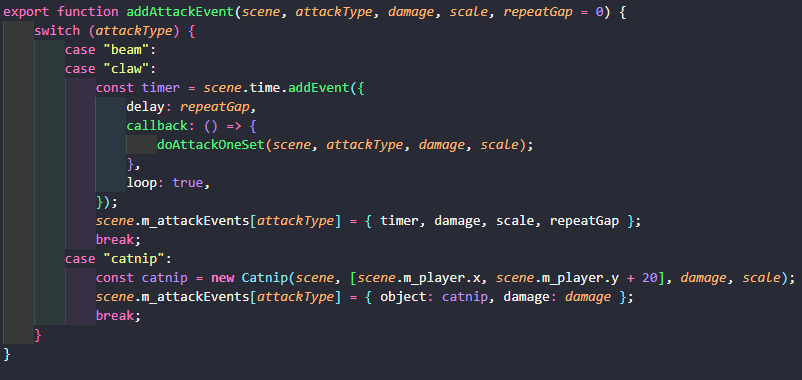 export function addAttackEvent(scene, attackType, damage, scale, repeatGap = 0) {
    switch (attackType) {
        case "beam":
        case "claw":
            const timer = scene.time.addEvent({
                delay: repeatGap,
                callback: () => {
                    doAttackOneSet(scene, attackType, damage, scale);
                },
                loop: true,
            });
            scene.m_attackEvents[attackType] = { timer, damage, scale, repeatGap };
            break;
        case "catnip":
            const catnip = new Catnip(scene, [scene.m_player.x, scene.m_player.y + 20], damage, scale);
            scene.m_attackEvents[attackType] = { object: catnip, damage: damage };
            break;
    }
}